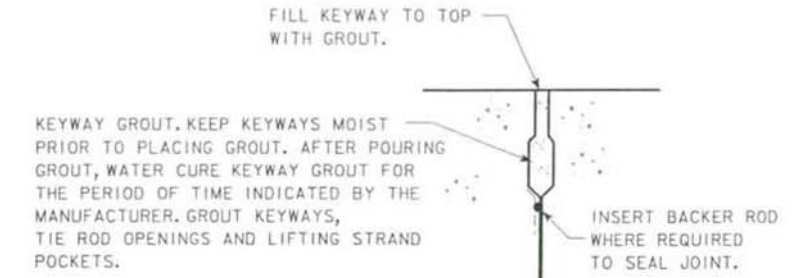 FILL KEYWAY TO TOP
WITH GROUT.
KEYWAY GROUT. KEEP KEYWAYS MOIST
PRIOR TO PLACING GROUT. AFTER POURING
GROUT, WATER CURE KEYWAY GROUT FOR
THE PERIOD OF TIME INDICATED BY THE
MANUFACTURER. GROUT KEYWAYS,
TIE ROD OPENINGS AND LIFTING STRAND
POCKETS.
INSERT BACKER ROD
WHERE REQUIRED
TO SEAL JOINT.